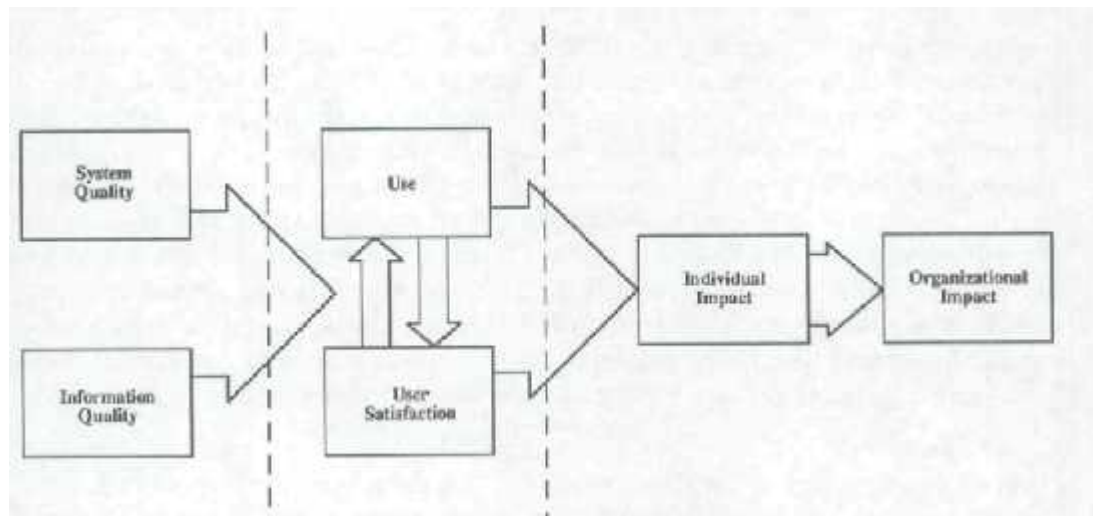 System
Quality
Use
Individual
Impact
Organizational
Impact
Information
Quality
User
Satisfaction